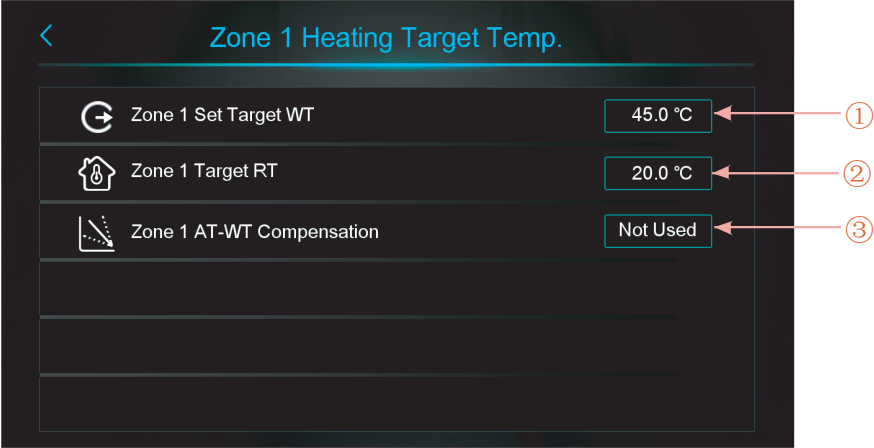 Zone 1 Heating Target Temp.
Zone 1 Set Target WT 45.0 ℃ ①
Zone 1 Target RT 20.0 ℃ ②
Zone 1 AT-WT Compensation Not Used ③